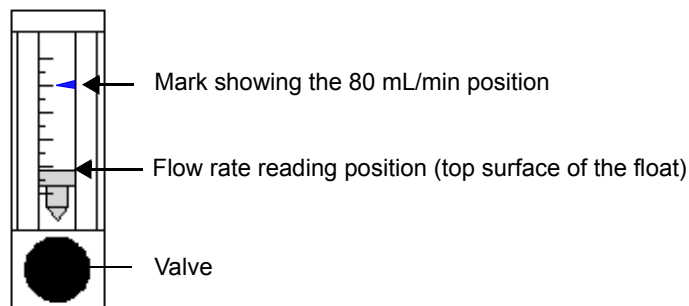 Mark showing the 80 mL/min position
Flow rate reading position (top surface of the float)
Valve